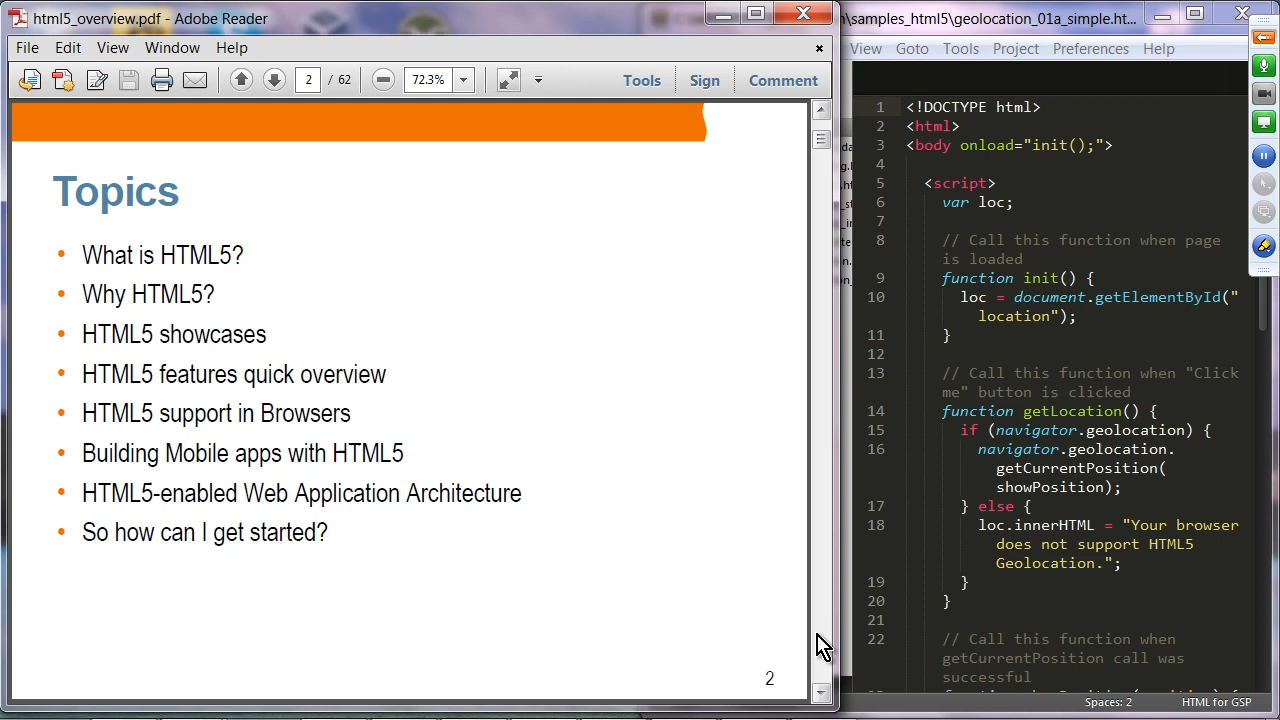 html5_overview.pdf - Adobe Reader
File Edit View Window Help
2 / 62 72.3% Tools Sign Comment
Topics
• What is HTML5?
• Why HTML5?
• HTML5 showcases
• HTML5 features quick overview
• HTML5 support in Browsers
• Building Mobile apps with HTML5
• HTML5-enabled Web Application Architecture
• So how can I get started?
2
\samples_html5\geolocation_01a_simple.ht...
View Goto Tools Project Preferences Help
1 <!DOCTYPE html>
2 <html>
3 <body onload="init();">
4
5 <script>
6 var loc;
7
8 // Call this function when page
is loaded
9 function init() {
10 loc = document.getElementById("
location");
11 }
12
13 // Call this function when "Click
me" button is clicked
14 function getLocation() {
15 if (navigator.geolocation) {
16 navigator.geolocation.
getCurrentPosition(
showPosition);
17 } else {
18 loc.innerHTML = "Your browser
does not support HTML5
Geolocation.";
19 }
20 }
21
22 // Call this function when
getCurrentPosition call was
successful
Spaces: 2 HTML for GSP